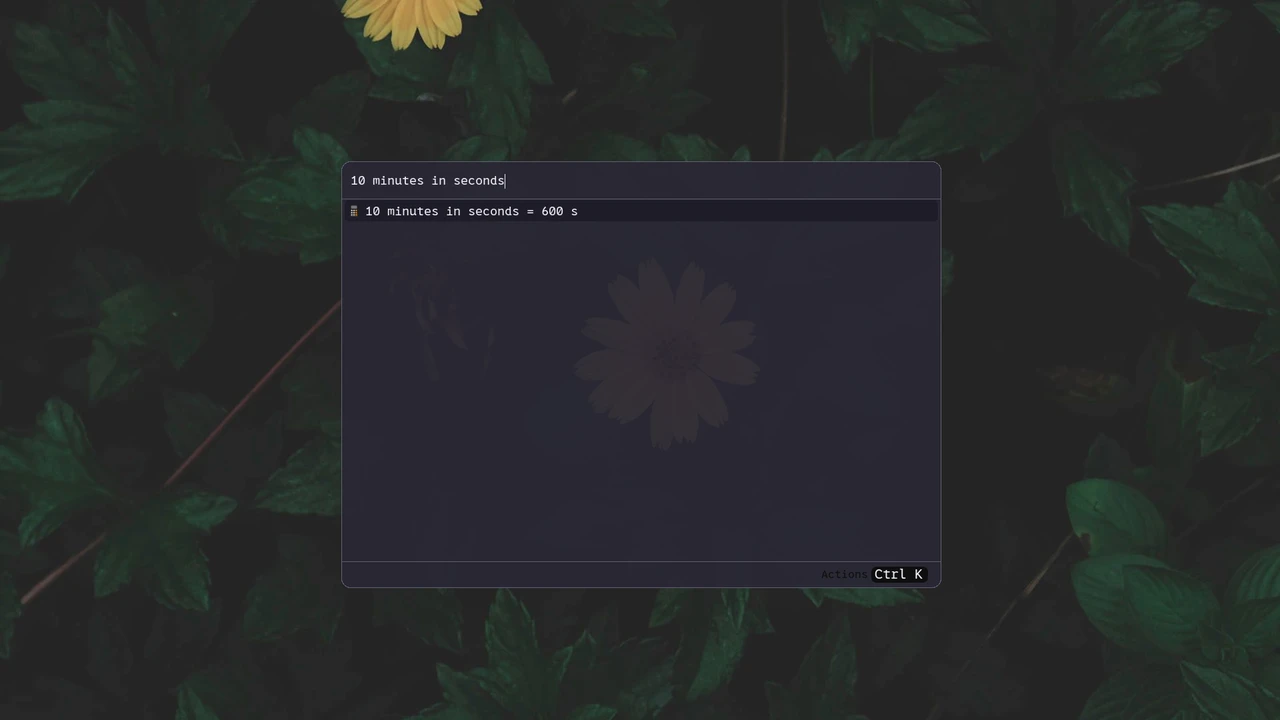 10 minutes in seconds
10 minutes in seconds = 600 s
Actions Ctrl K